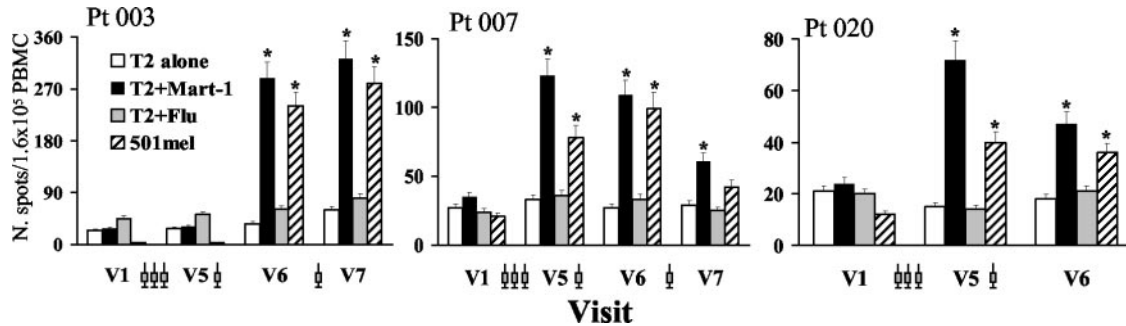 Pt 003
360
270
180
90
0
N. spots/1.6x10⁵ PBMC
T2 alone
T2+Mart-1
T2+Flu
501mel
* * * *
V1 V5 V6 V7
Pt 007
150
100
50
0
* * * * *
V1 V5 V6 V7
Pt 020
80
60
40
20
0
* * * *
V1 V5 V6
Visit